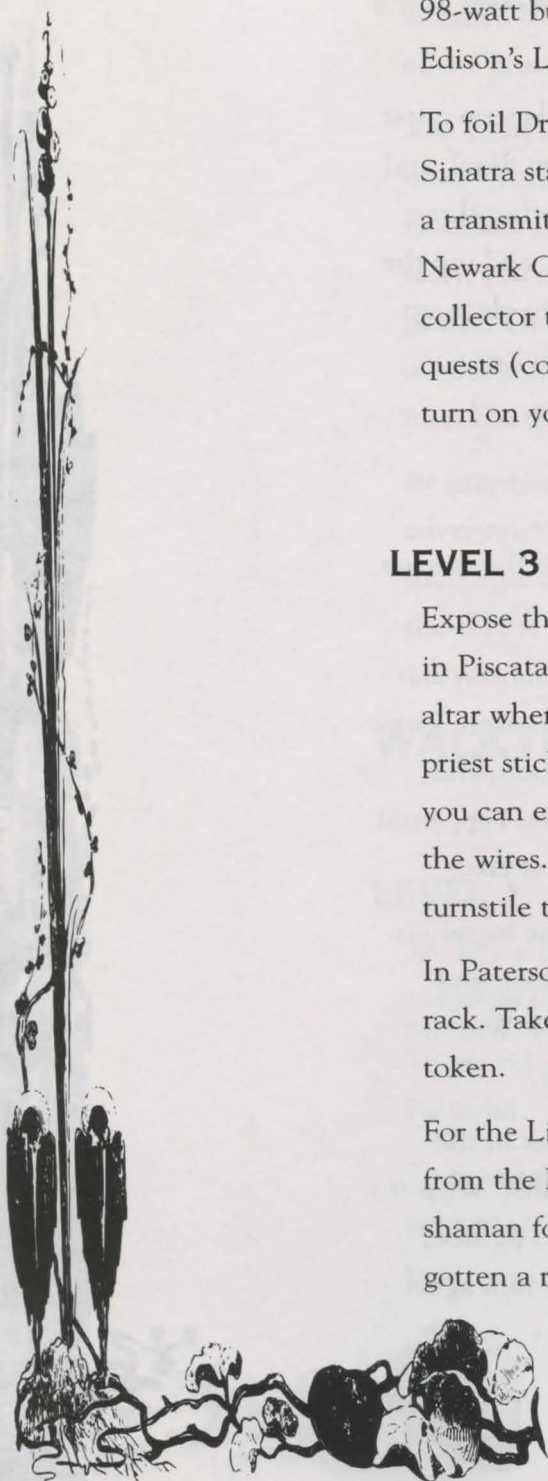 98-watt bu
Edison's L
To foil Dr
Sinatra sta
a transmit
Newark C
collector t
quests (co
turn on yo
LEVEL 3
Expose th
in Piscata
altar wher
priest stic
you can e
the wires.
turnstile t
In Paterso
rack. Take
token.
For the Li
from the
shaman fo
gotten a r